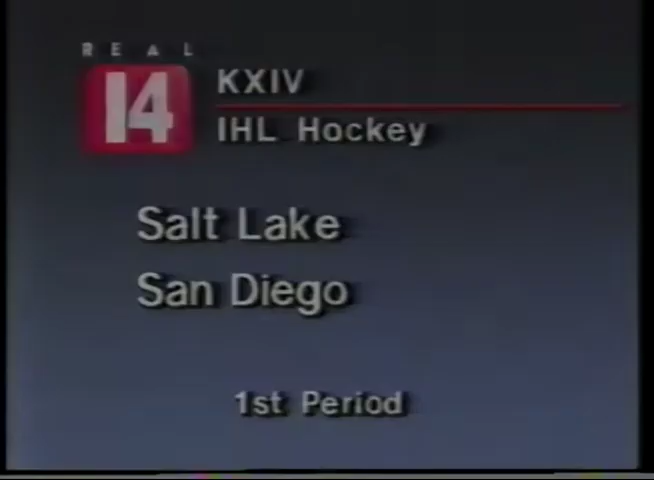 REAL
14
KXIV
IHL Hockey
Salt Lake
San Diego
1st Period